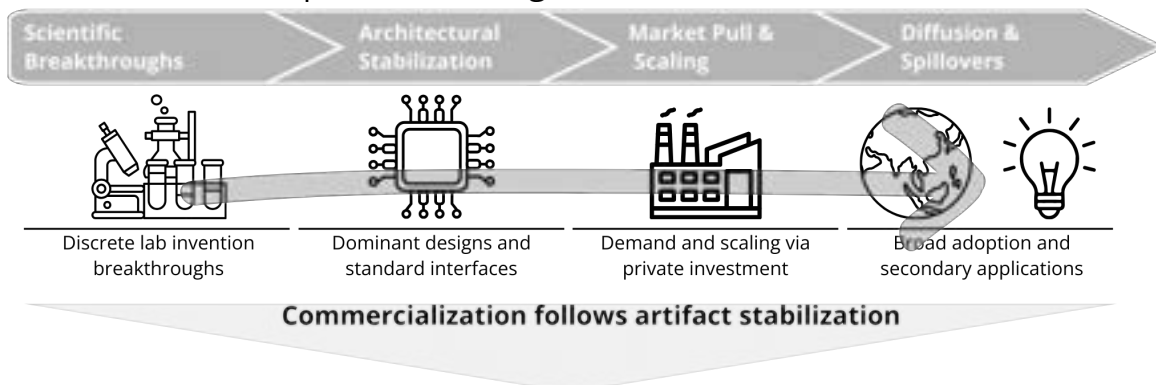 Scientific
Breakthroughs
Architectural
Stabilization
Market Pull &
Scaling
Diffusion &
Spillovers
Discrete lab invention
breakthroughs
Dominant designs and
standard interfaces
Demand and scaling via
private investment
Broad adoption and
secondary applications
Commercialization follows artifact stabilization